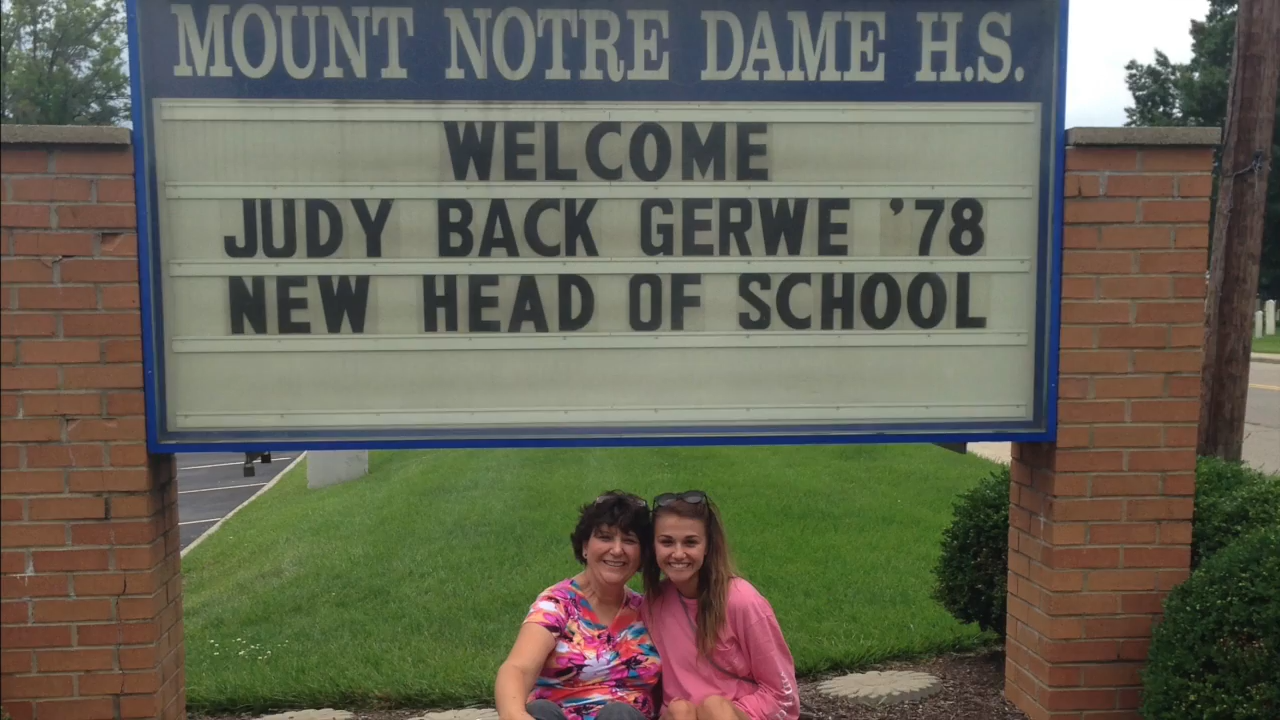 MOUNT NOTRE DAME H.S.
WELCOME
JUDY BACK GERWE '78
NEW HEAD OF SCHOOL